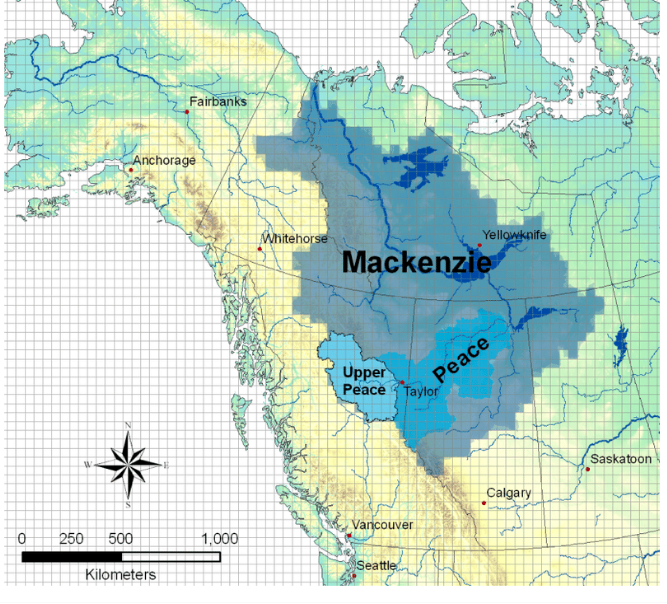 Fairbanks
Anchorage
Whitehorse
Yellowknife
Mackenzie
Peace
Upper
Peace
Taylor
N
W
E
S
Saskatoon
Calgary
Vancouver
Seattle
0 250 500 1,000
Kilometers